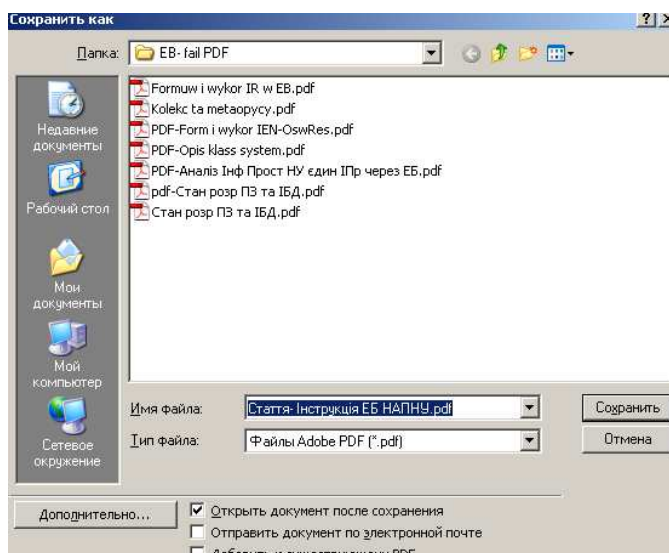 Сохранить как
Папка:
EB- fail PDF
Недавние
документы
Рабочий стол
Мои
документы
Мой
компьютер
Сетевое
окружение
Formuw i wykor IR w EB.pdf
Kolekc ta metaopycy.pdf
PDF-Form i wykor IEN-OswRes.pdf
PDF-Opis klass system.pdf
PDF-Аналіз Інф Прост НУ єдин ІПр через ЕБ.pdf
pdf-Стан розр ПЗ та ІБД.pdf
Стан розр ПЗ та ІБД.pdf
Имя файла:
Стаття- Інструкція ЕБ НАПНУ.pdf
Сохранить
Тип файла:
Файлы Adobe PDF (*.pdf)
Отмена
Дополнительно...
Открыть документ после сохранения
Отправить документ по электронной почте